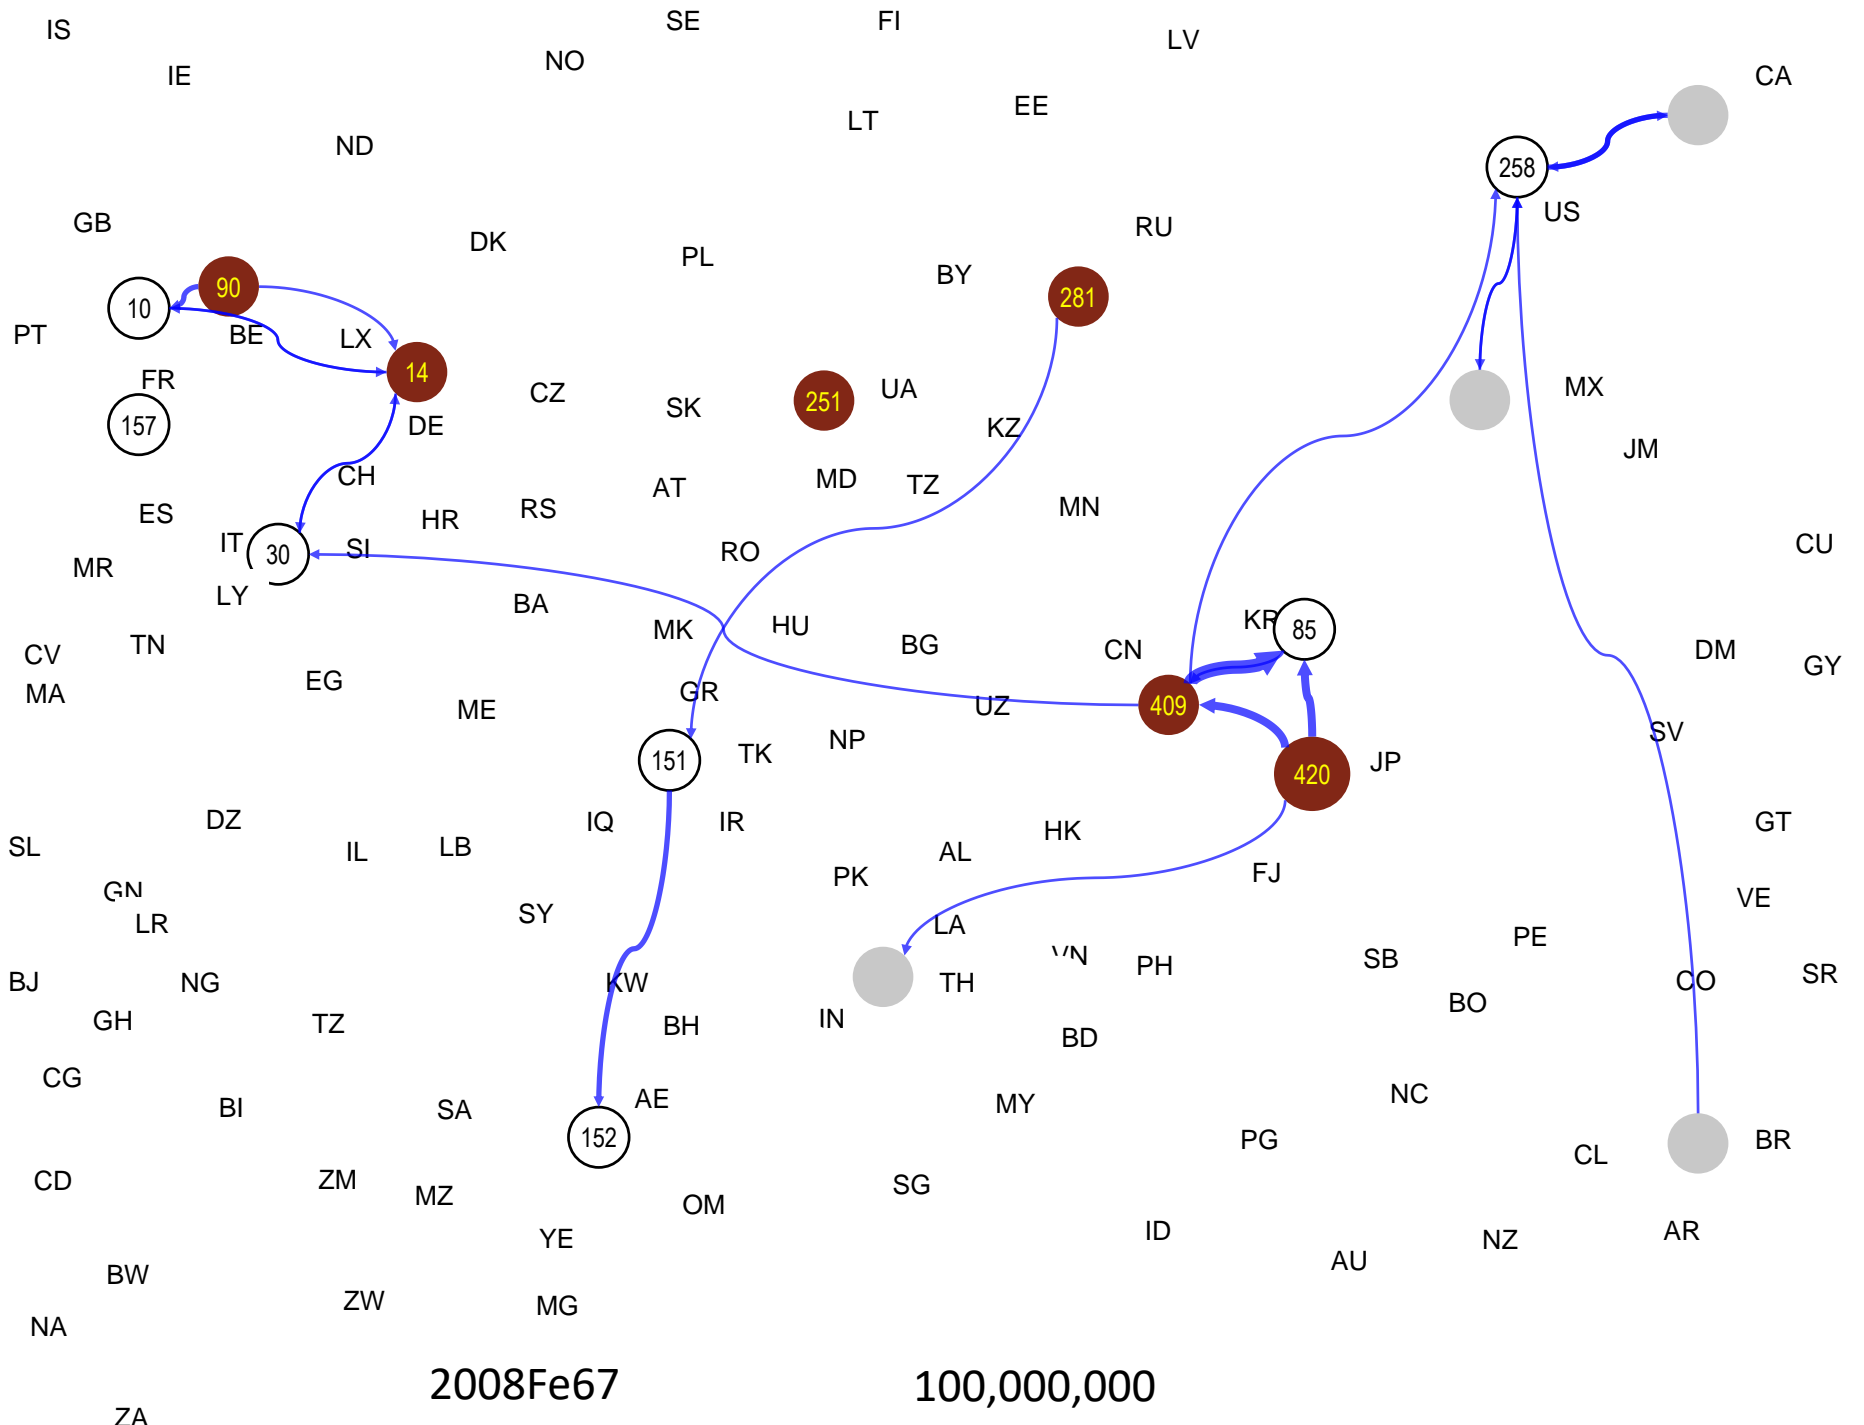 IS
SE
FI
LV
NO
IE
CA
LT
EE
ND
258
US
GB
DK
RU
PL
BY
90
281
10
PT
BE
LX
14
FR
CZ
SK
251
UA
MX
157
DE
KZ
JM
CH
MD
TZ
AT
MN
ES
HR
RS
IT
30
SI
RO
CU
MR
LY
BA
KR
85
MK
HU
BG
CN
TN
CV
DM
GY
MA
EG
ME
GR
UZ
409
SV
151
TK
NP
420
JP
DZ
IQ
IR
HK
GT
SL
IL
LB
AL
PK
FJ
GN
VE
LR
SY
LA
VN
PE
PH
SB
BJ
NG
KW
TH
CO
SR
GH
TZ
BH
IN
BD
BO
CG
BI
SA
AE
MY
NC
152
PG
BR
CL
CD
ZM
MZ
SG
OM
YE
ID
AU
NZ
AR
BW
ZW
MG
NA
2008Fe67
100,000,000
ZA